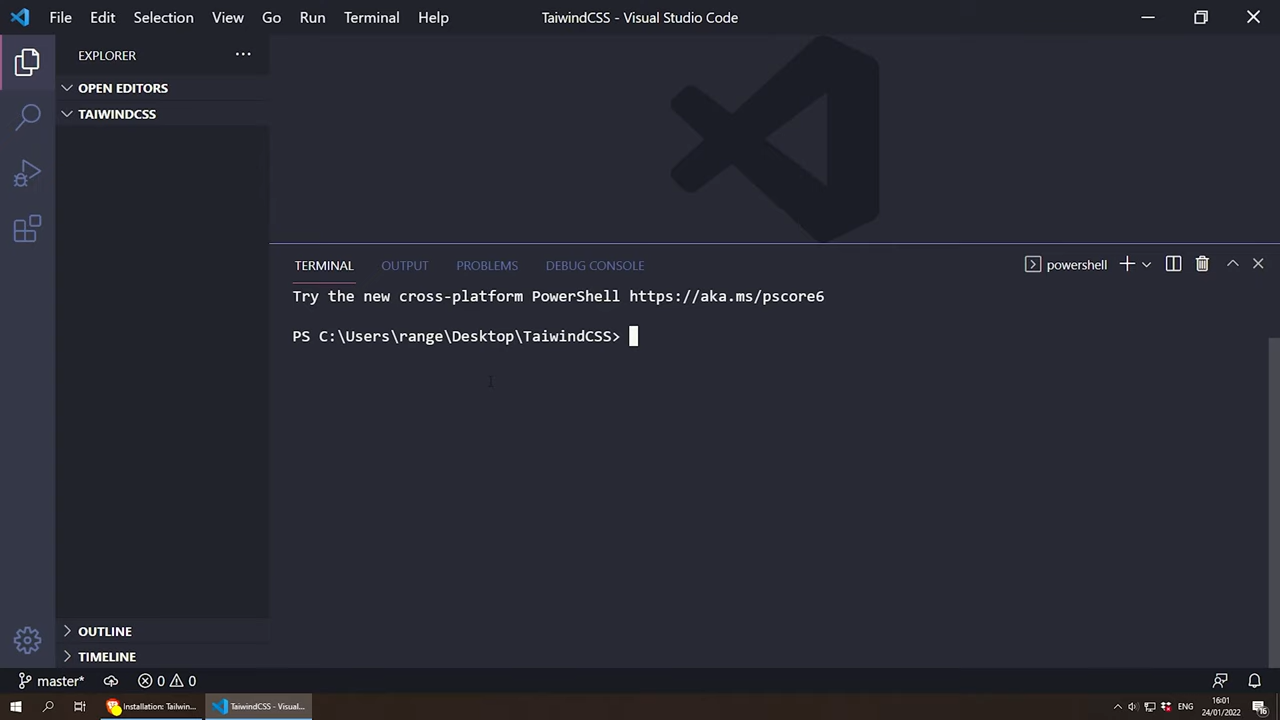 File Edit Selection View Go Run Terminal Help
TaiwindCSS - Visual Studio Code
EXPLORER
OPEN EDITORS
TAIWINDCSS
TERMINAL OUTPUT PROBLEMS DEBUG CONSOLE
powershell
Try the new cross-platform PowerShell https://aka.ms/pscore6
PS C:\Users\range\Desktop\TaiwindCSS>
OUTLINE
TIMELINE
master* 0 0
Installation: Tailwin...
TaiwindCSS - Visual...
ENG
16:01
24/01/2022
16